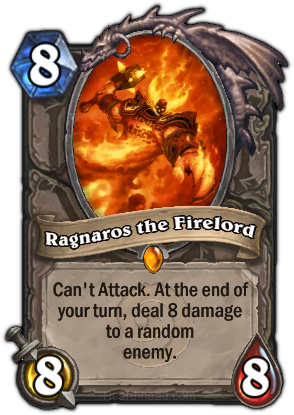 8
Ragnaros the Firelord
Can't Attack. At the end of
your turn, deal 8 damage
to a random
enemy.
8
8